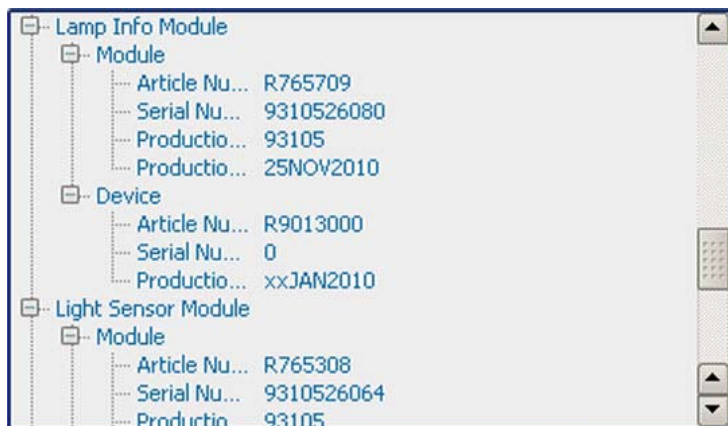 Lamp Info Module
Module
Article Nu... R765709
Serial Nu... 9310526080
Productio... 93105
Productio... 25NOV2010
Device
Article Nu... R9013000
Serial Nu... 0
Productio... xxJAN2010
Light Sensor Module
Module
Article Nu... R765308
Serial Nu... 9310526064
Productio... 93105